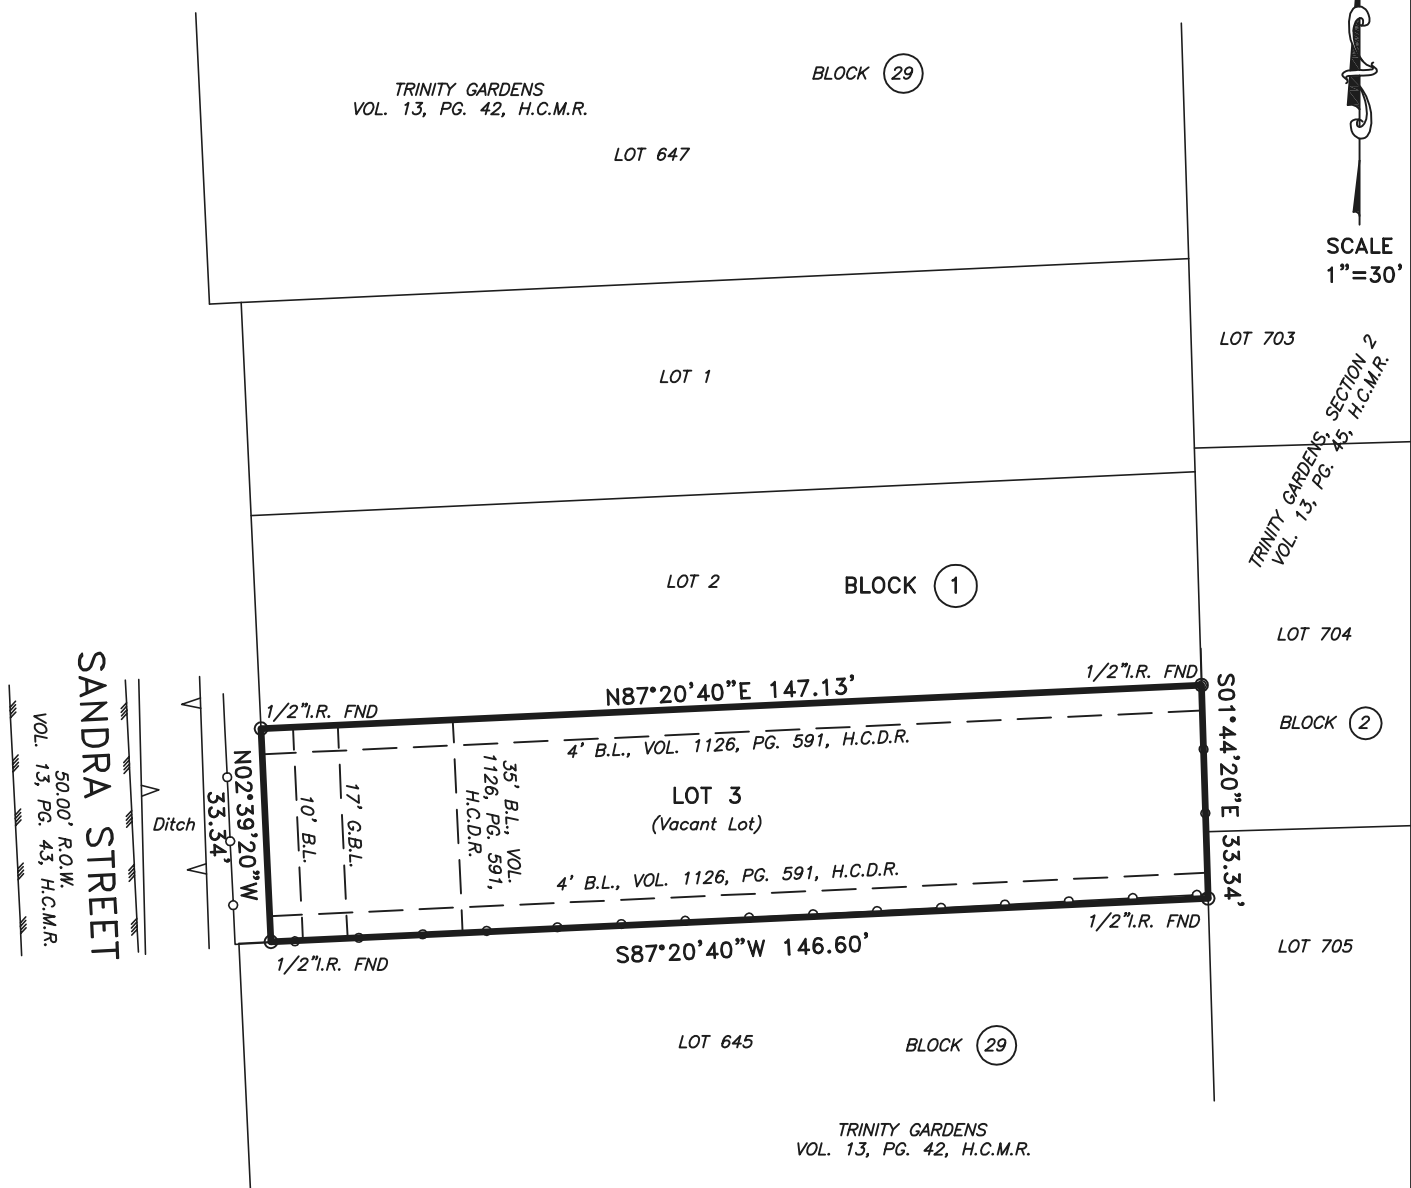 TRINITY GARDENS
VOL. 13, PG. 42, H.C.M.R.
BLOCK 29
LOT 647
SCALE
1"=30'
LOT 703
LOT 1
TRINITY GARDENS, SECTION 2
VOL. 13, PG. 45, H.C.M.R.
LOT 2
BLOCK 1
LOT 704
BLOCK 2
1/2"I.R. FND
N87°20'40"E 147.13'
1/2"I.R. FND
S01°44'20"E 33.34'
4' B.L., VOL. 1126, PG. 591, H.C.D.R.
SANDRA STREET
50.00' R.O.W.
VOL. 13, PG. 43, H.C.M.R.
Ditch
N02°39'20"W
33.34'
10' B.L.
17' G.B.L.
35' B.L., VOL.
1126, PG. 591,
H.C.D.R.
LOT 3
(Vacant Lot)
4' B.L., VOL. 1126, PG. 591, H.C.D.R.
1/2"I.R. FND
S87°20'40"W 146.60'
1/2"I.R. FND
LOT 705
LOT 645
BLOCK 29
TRINITY GARDENS
VOL. 13, PG. 42, H.C.M.R.